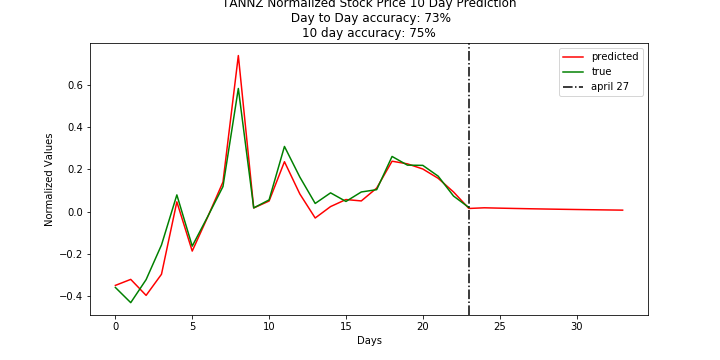 TANNZ Normalized Stock Price 10 Day Prediction
Day to Day accuracy: 73%
10 day accuracy: 75%
predicted
true
april 27
Normalized Values
0.6
0.4
0.2
0.0
−0.2
−0.4
0 5 10 15 20 25 30
Days